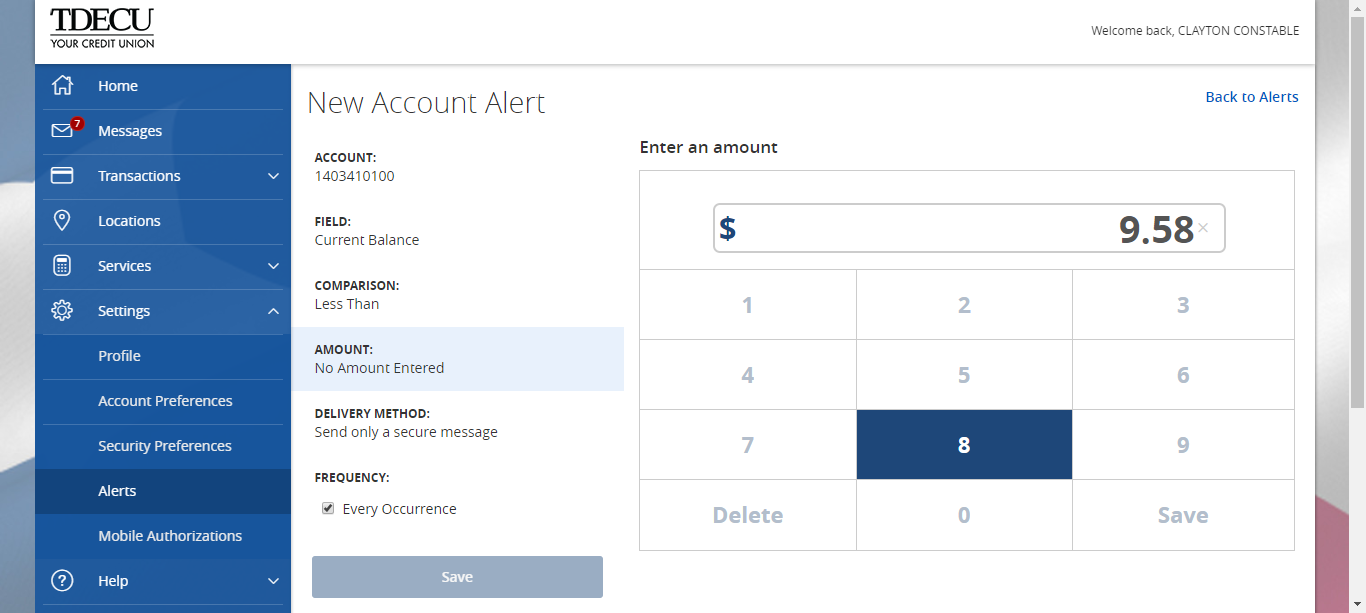 TDECU
YOUR CREDIT UNION
Welcome back, CLAYTON CONSTABLE
Home
7
Messages
Transactions
Locations
Services
Settings
Profile
Account Preferences
Security Preferences
Alerts
Mobile Authorizations
?
Help
New Account Alert
Back to Alerts
ACCOUNT:
1403410100
FIELD:
Current Balance
COMPARISON:
Less Than
AMOUNT:
No Amount Entered
DELIVERY METHOD:
Send only a secure message
FREQUENCY:
Every Occurrence
Save
Enter an amount
$ 9.58 ×
1 2 3
4 5 6
7 8 9
Delete 0 Save